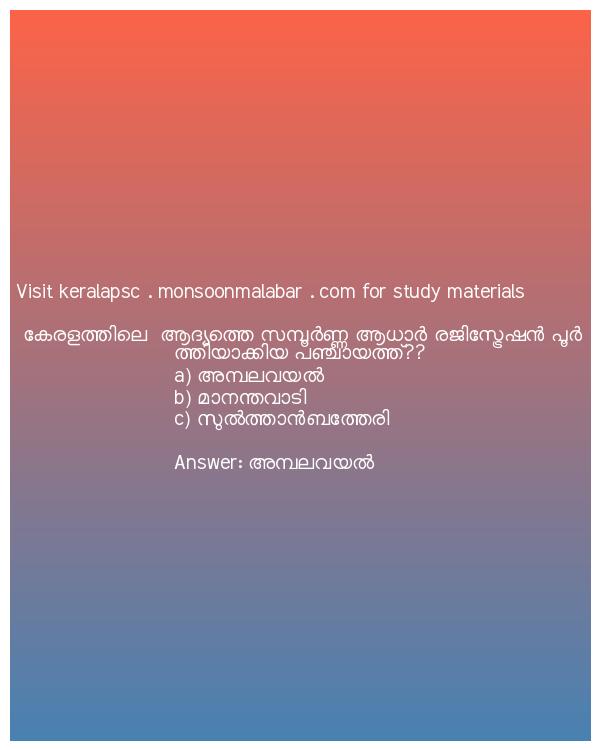 Visit keralapsc . monsoonmalabar . com for study materials
കേരളത്തിലെ ആദ്യത്തെ സമ്പൂർണ്ണ ആധാർ രജിസ്ട്രേഷൻ പൂർ
ത്തിയാക്കിയ പഞ്ചായത്ത്??
a) അമ്പലവയൽ
b) മാനന്തവാടി
c) സുൽത്താൻബത്തേരി
Answer: അമ്പലവയൽ